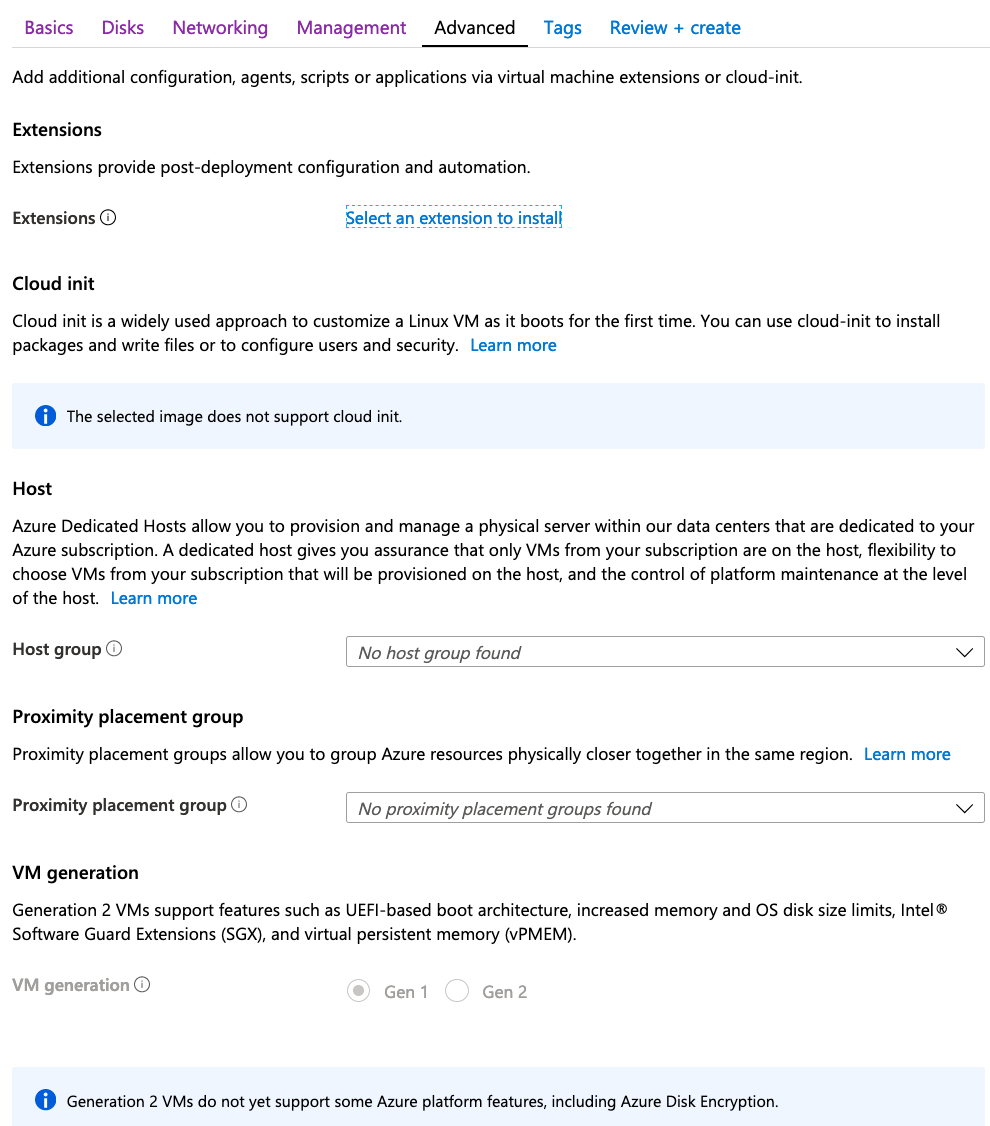 Basics Disks Networking Management Advanced Tags Review + create
Add additional configuration, agents, scripts or applications via virtual machine extensions or cloud-init.
Extensions
Extensions provide post-deployment configuration and automation.
Extensions Select an extension to install
Cloud init
Cloud init is a widely used approach to customize a Linux VM as it boots for the first time. You can use cloud-init to install
packages and write files or to configure users and security. Learn more
The selected image does not support cloud init.
Host
Azure Dedicated Hosts allow you to provision and manage a physical server within our data centers that are dedicated to your
Azure subscription. A dedicated host gives you assurance that only VMs from your subscription are on the host, flexibility to
choose VMs from your subscription that will be provisioned on the host, and the control of platform maintenance at the level
of the host. Learn more
Host group No host group found
Proximity placement group
Proximity placement groups allow you to group Azure resources physically closer together in the same region. Learn more
Proximity placement group No proximity placement groups found
VM generation
Generation 2 VMs support features such as UEFI-based boot architecture, increased memory and OS disk size limits, Intel®
Software Guard Extensions (SGX), and virtual persistent memory (vPMEM).
VM generation Gen 1 Gen 2
Generation 2 VMs do not yet support some Azure platform features, including Azure Disk Encryption.